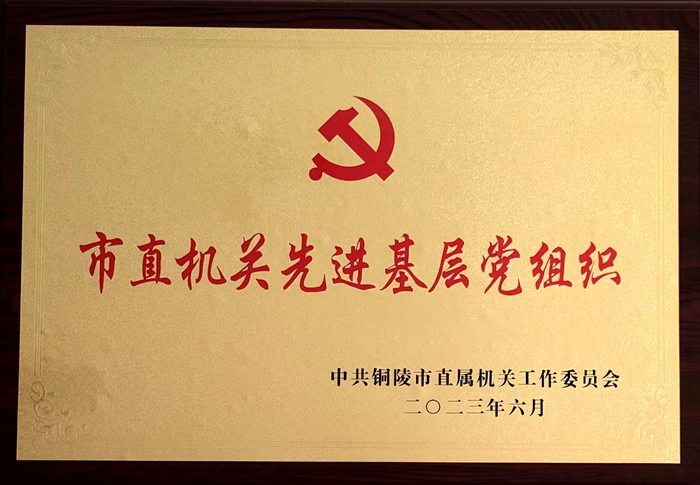 市直机关先进基层党组织
中共铜陵市直属机关工作委员会
二〇二三年六月